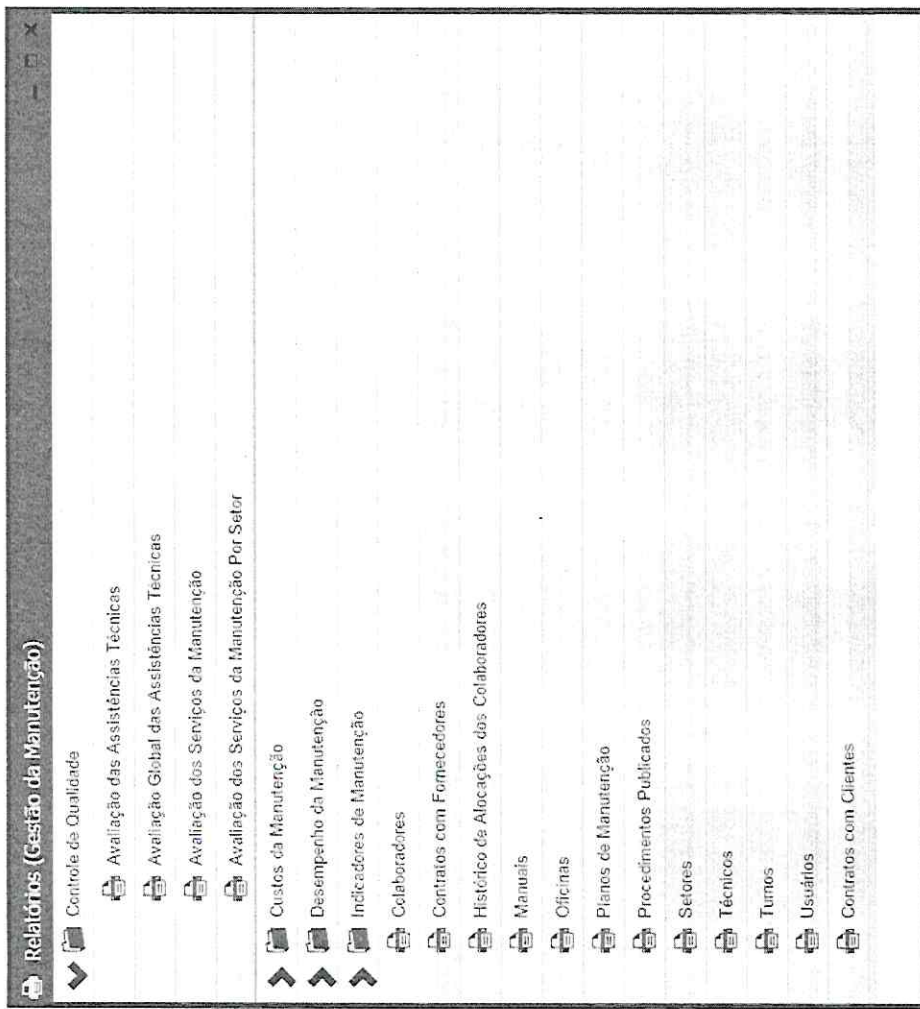 Relatórios (Gestão da Manutenção)
Controle de Qualidade
Avaliação das Assistências Técnicas
Avaliação Global das Assistências Técnicas
Avaliação dos Serviços da Manutenção
Avaliação dos Serviços da Manutenção Por Setor
Custos da Manutenção
Desempenho da Manutenção
Indicadores de Manutenção
Colaboradores
Contratos com Fornecedores
Histórico de Alocações dos Colaboradores
Manuais
Oficinas
Planos de Manutenção
Procedimentos Publicados
Setores
Técnicos
Turnos
Usuários
Contratos com Clientes